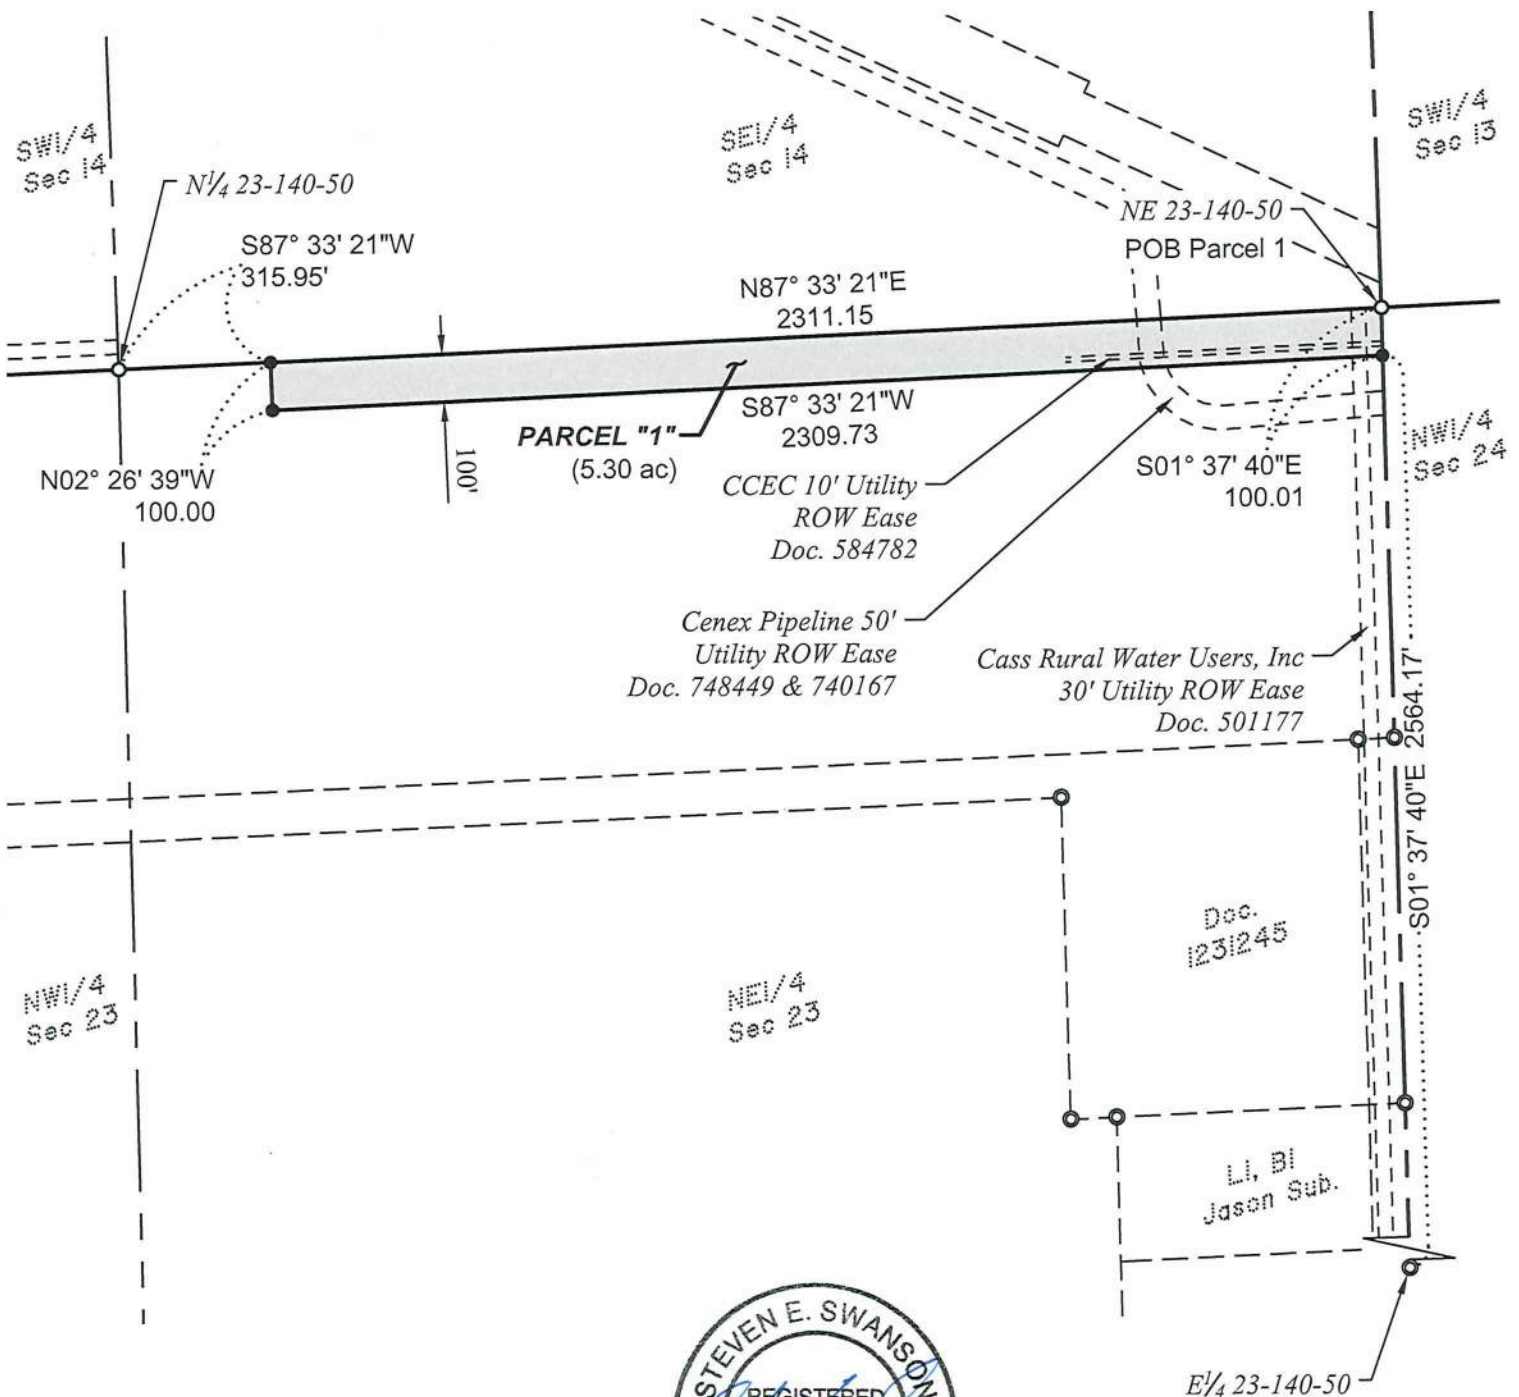 SW1/4
Sec 14
SE1/4
Sec 14
SW1/4
Sec 13
N¼ 23-140-50
NE 23-140-50
POB Parcel 1
S87° 33' 21"W
315.95'
N87° 33' 21"E
2311.15
S87° 33' 21"W
2309.73
PARCEL "1"
(5.30 ac)
100'
N02° 26' 39"W
100.00
CCEC 10' Utility
ROW Ease
Doc. 584782
S01° 37' 40"E
100.01
NW1/4
Sec 24
Cenex Pipeline 50'
Utility ROW Ease
Doc. 748449 & 740167
Cass Rural Water Users, Inc
30' Utility ROW Ease
Doc. 501177
S01° 37' 40"E 2564.17'
Doc.
1231245
NW1/4
Sec 23
NE1/4
Sec 23
L1, B1
Jason Sub.
STEVEN E. SWANSON
REGISTERED
E¼ 23-140-50